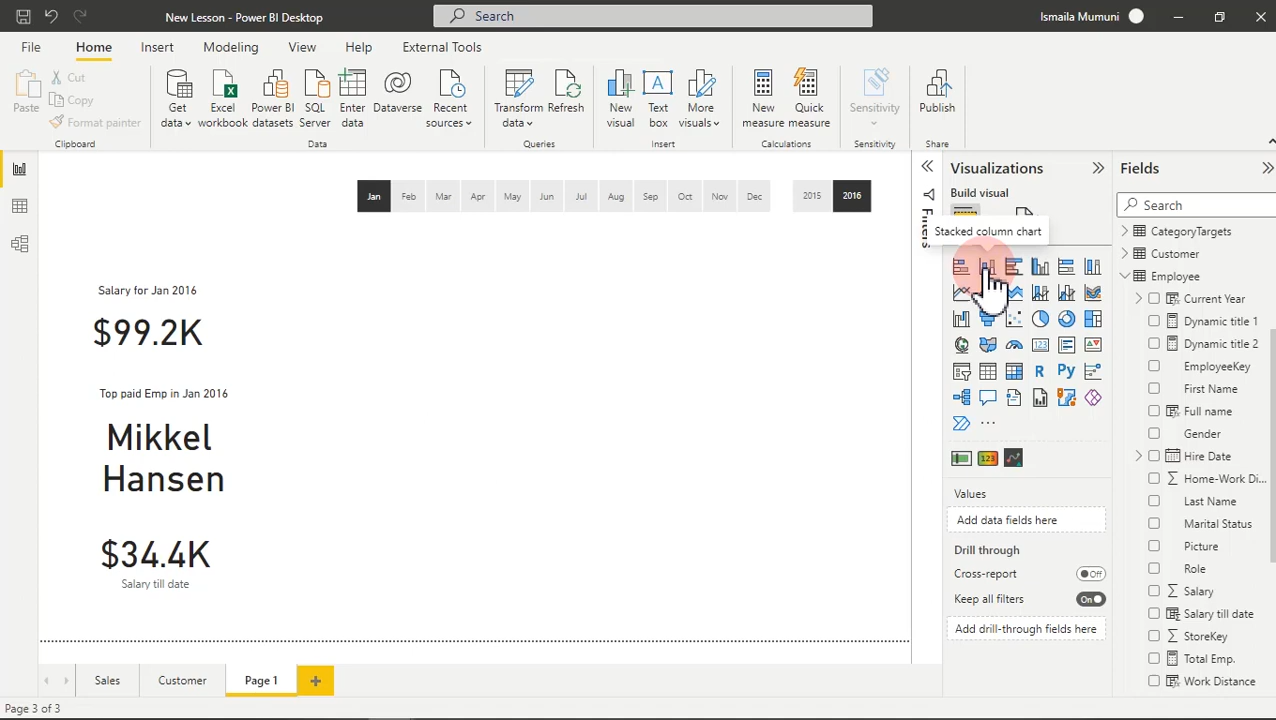 New Lesson - Power BI Desktop
Search
Ismaila Mumuni
File
Home
Insert
Modeling
View
Help
External Tools
Paste
Cut
Copy
Format painter
Clipboard
Get data
Excel workbook
Power BI datasets
SQL Server
Enter data
Dataverse
Recent sources
Data
Transform data
Refresh
Queries
New visual
Text box
More visuals
Insert
New measure
Quick measure
Calculations
Sensitivity
Sensitivity
Publish
Share
Jan
Feb
Mar
Apr
May
Jun
Jul
Aug
Sep
Oct
Nov
Dec
2015
2016
Salary for Jan 2016
$99.2K
Top paid Emp in Jan 2016
Mikkel
Hansen
$34.4K
Salary till date
Filters
Visualizations
Build visual
Stacked column chart
123
R
Py
123
Values
Add data fields here
Drill through
Cross-report
Off
Keep all filters
On
Add drill-through fields here
Fields
Search
CategoryTargets
Customer
Employee
Current Year
Dynamic title 1
Dynamic title 2
EmployeeKey
First Name
Full name
Gender
Hire Date
Home-Work Di...
Last Name
Marital Status
Picture
Role
Salary
Salary till date
StoreKey
Total Emp.
Work Distance
Sales
Customer
Page 1
Page 3 of 3